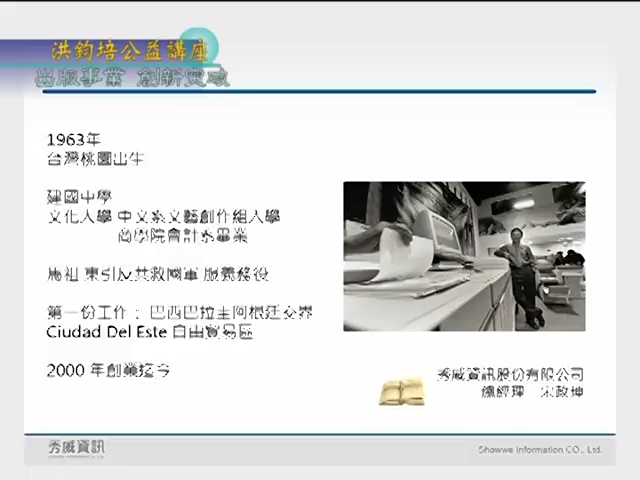 洪鈞培公益講座
出版事業 創新突破
1963年
台灣桃園出生
建國中學
文化大學 中文系文藝創作組入學
商學院會計系畢業
馬祖 東引反共救國軍 服義務役
第一份工作： 巴西巴拉圭阿根廷交界
Ciudad Del Este 自由貿易區
2000 年創業迄今
秀威資訊股份有限公司
總經理 宋政坤
秀威資訊
Showwe Information CO., Ltd.